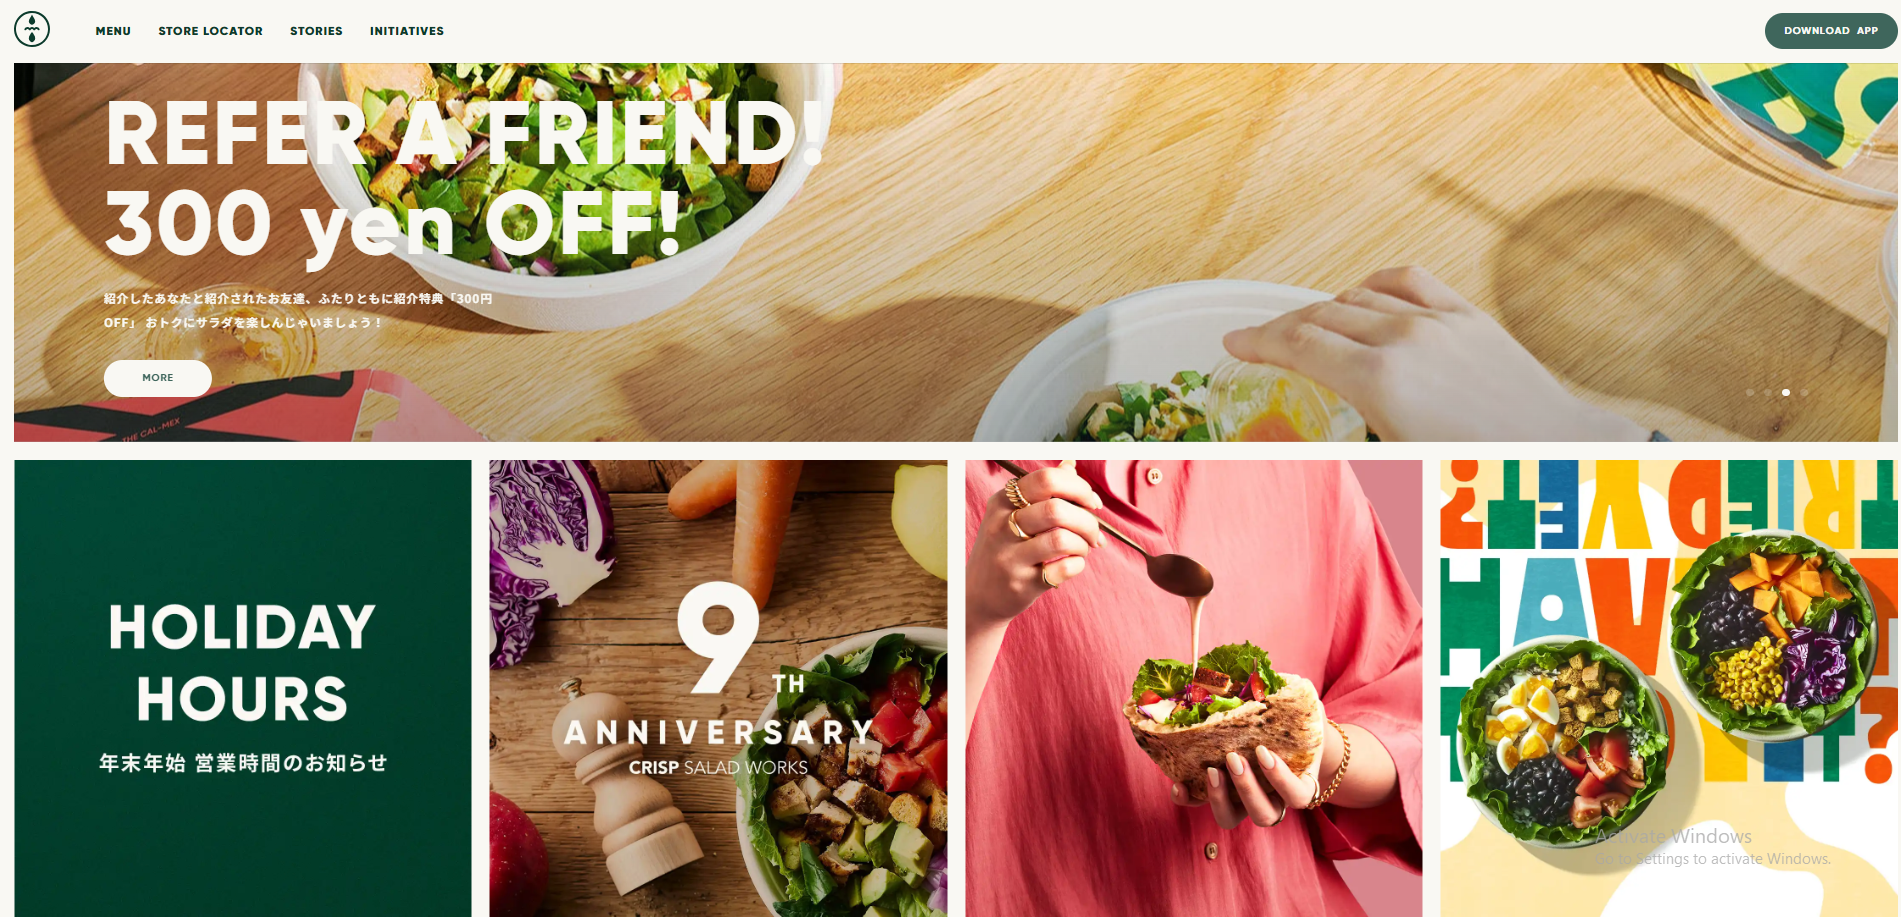 MENU
STORE LOCATOR
STORIES
INITIATIVES
DOWNLOAD APP
REFER A FRIEND!
300 yen OFF!
紹介したあなたと紹介されたお友達、ふたりともに紹介特典「300円
OFF」 おトクにサラダを楽しんじゃいましょう！
MORE
THE CAL-MEX
HOLIDAY
HOURS
年末年始 営業時間のお知らせ
9TH
ANNIVERSARY
CRISP SALAD WORKS
TRIED YET?
HAVE
IT?
Activate Windows
Go to Settings to activate Windows.